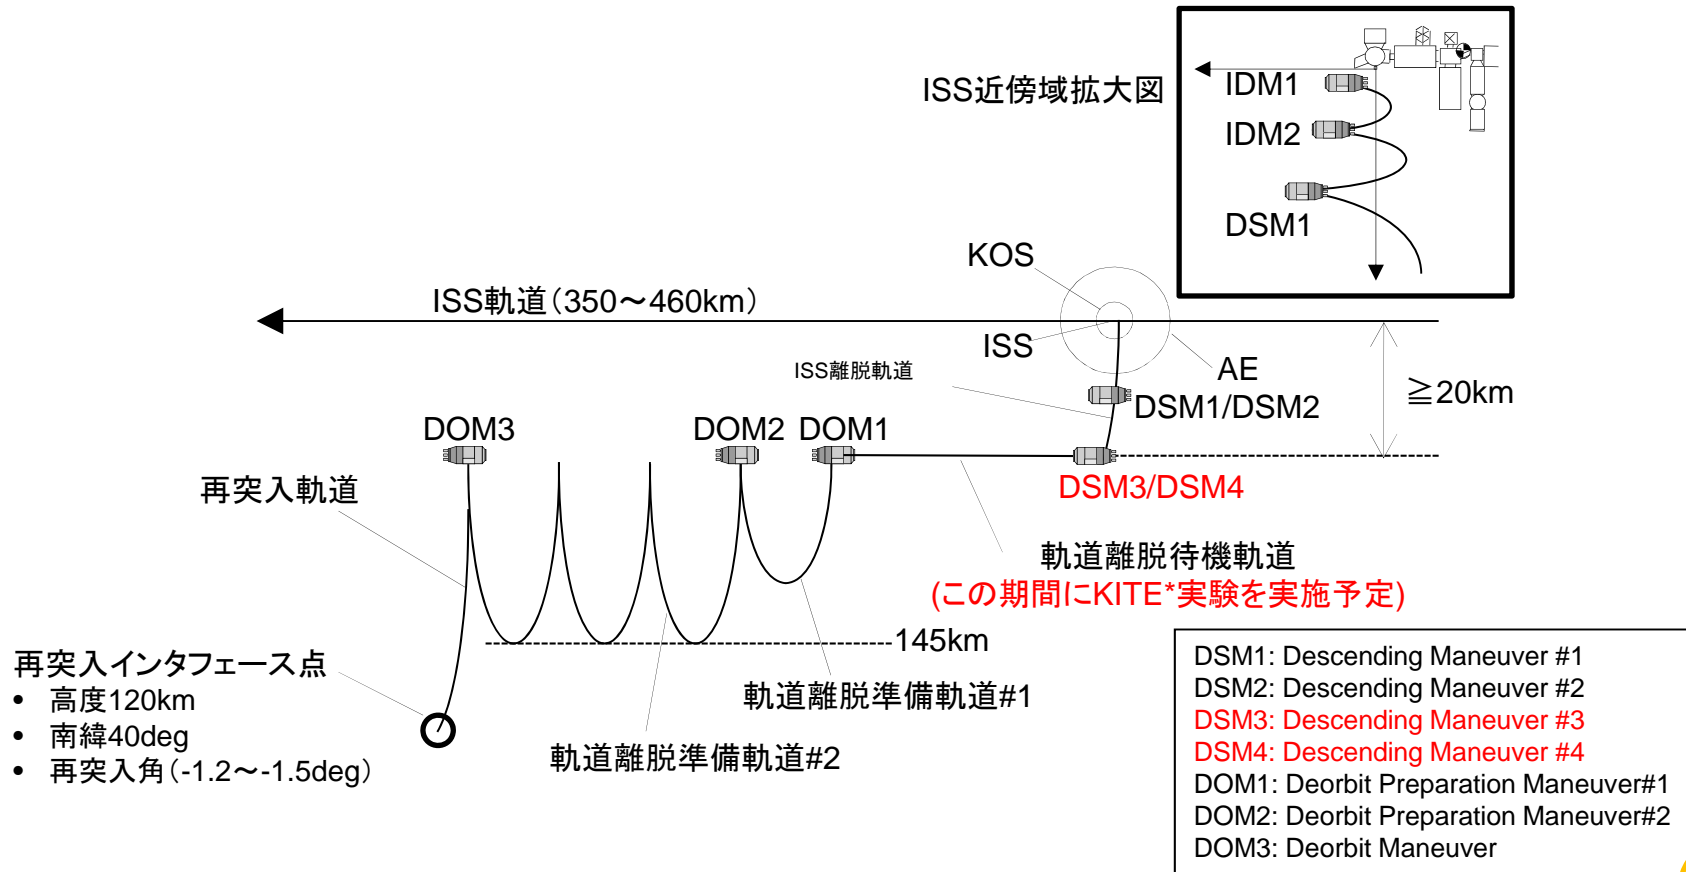 ISS近傍域拡大図
IDM1
IDM2
DSM1
KOS
ISS軌道(350～460km)
ISS
AE
ISS離脱軌道
DSM1/DSM2
≧20km
DOM3
DOM2
DOM1
DSM3/DSM4
再突入軌道
軌道離脱待機軌道
(この期間にKITE*実験を実施予定)
145km
再突入インタフェース点
• 高度120km
• 南緯40deg
• 再突入角(-1.2～-1.5deg)
軌道離脱準備軌道#1
軌道離脱準備軌道#2
DSM1: Descending Maneuver #1
DSM2: Descending Maneuver #2
DSM3: Descending Maneuver #3
DSM4: Descending Maneuver #4
DOM1: Deorbit Preparation Maneuver#1
DOM2: Deorbit Preparation Maneuver#2
DOM3: Deorbit Maneuver